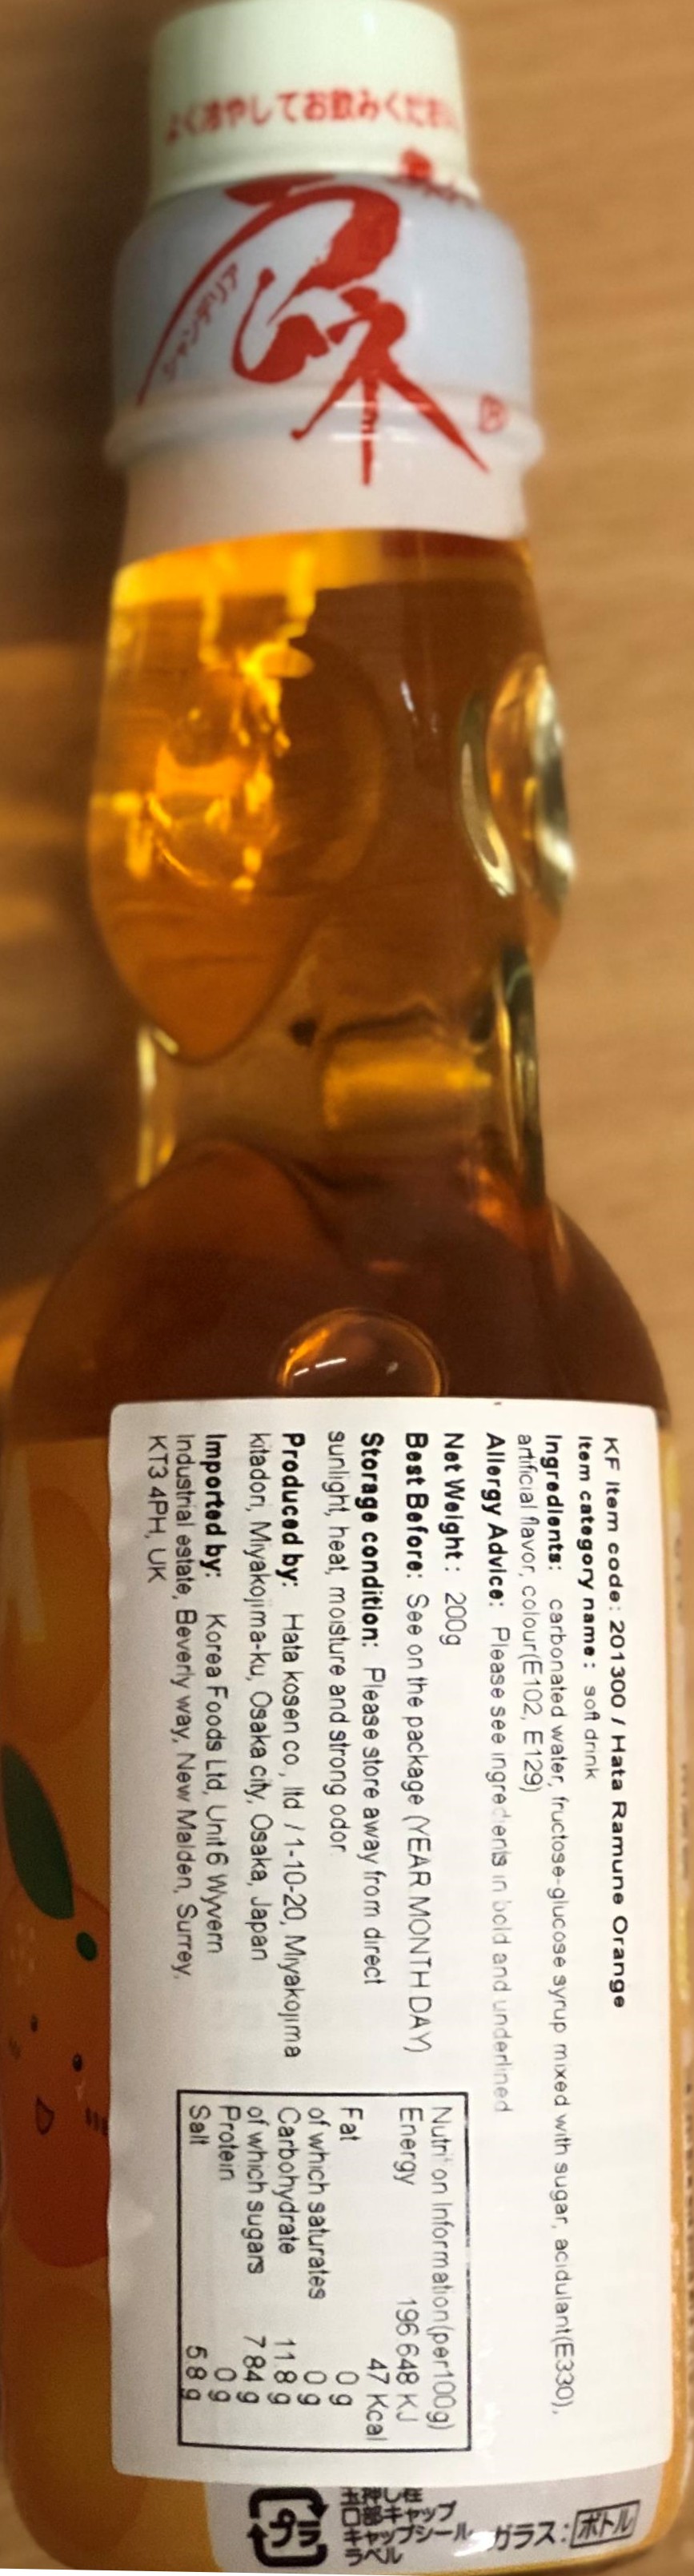 よく冷やしてお飲みください
シャンデリア
®
KF item code: 201300 / Hata Ramune Orange
Item category name: soft drink
Ingredients: carbonated water, fructose-glucose syrup mixed with sugar, acidulant(E330),
artificial flavor, colour(E102, E129)
Allergy Advice: Please see ingredients in bold and underlined
Net Weight: 200g
Best Before: See on the package (YEAR MONTH DAY)
Storage condition: Please store away from direct
sunlight, heat, moisture and strong odor
Produced by: Hata kosen co., ltd / 1-10-20, Miyakojima
kitadori, Miyakojima-ku, Osaka city, Osaka, Japan
Imported by: Korea Foods Ltd, Unit 6 Wyvern
Industrial estate, Beverly way, New Malden, Surrey,
KT3 4PH, UK
Nutrition Information(per100g)
Energy 196 648 KJ
47 Kcal
Fat 0 g
of which saturates 0 g
Carbohydrate 11.8 g
of which sugars 7.84 g
Protein 0 g
Salt 5.8 g
ガラス: ボトル
口部キャップ
キャップシール
ラベル